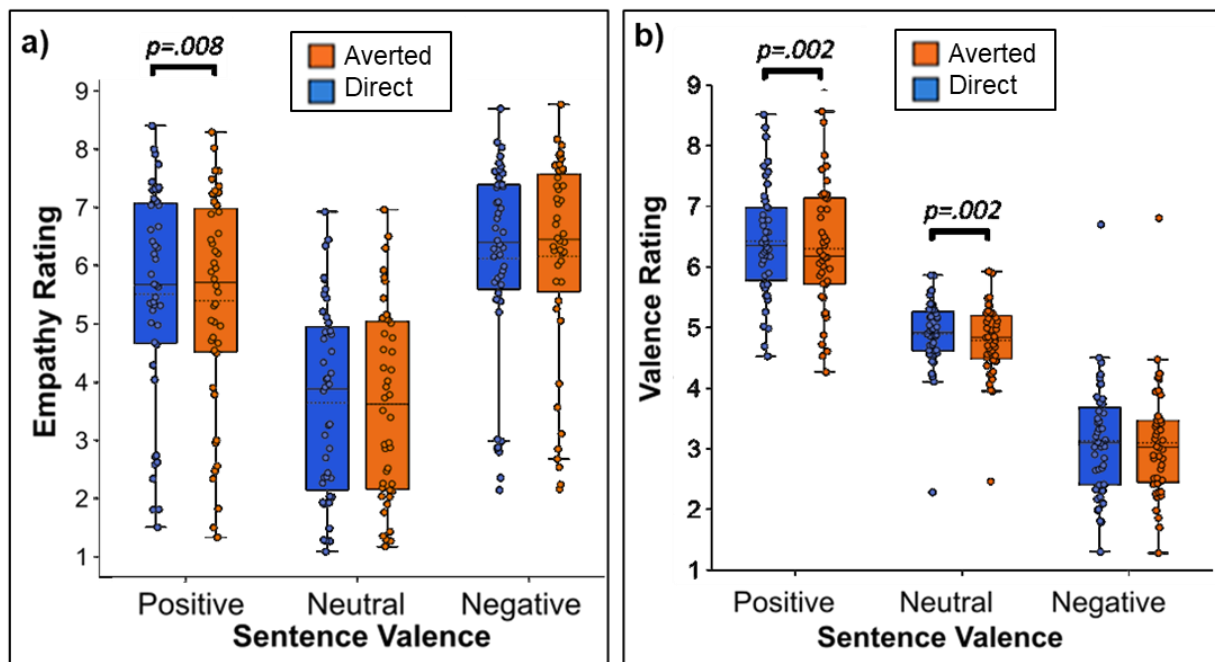 a)
p=.008
Averted
Direct
9
8
7
6
5
4
3
2
1
Empathy Rating
Positive
Neutral
Negative
Sentence Valence
b)
p=.002
Averted
Direct
p=.002
9
8
7
6
5
4
3
2
1
Valence Rating
Positive
Neutral
Negative
Sentence Valence